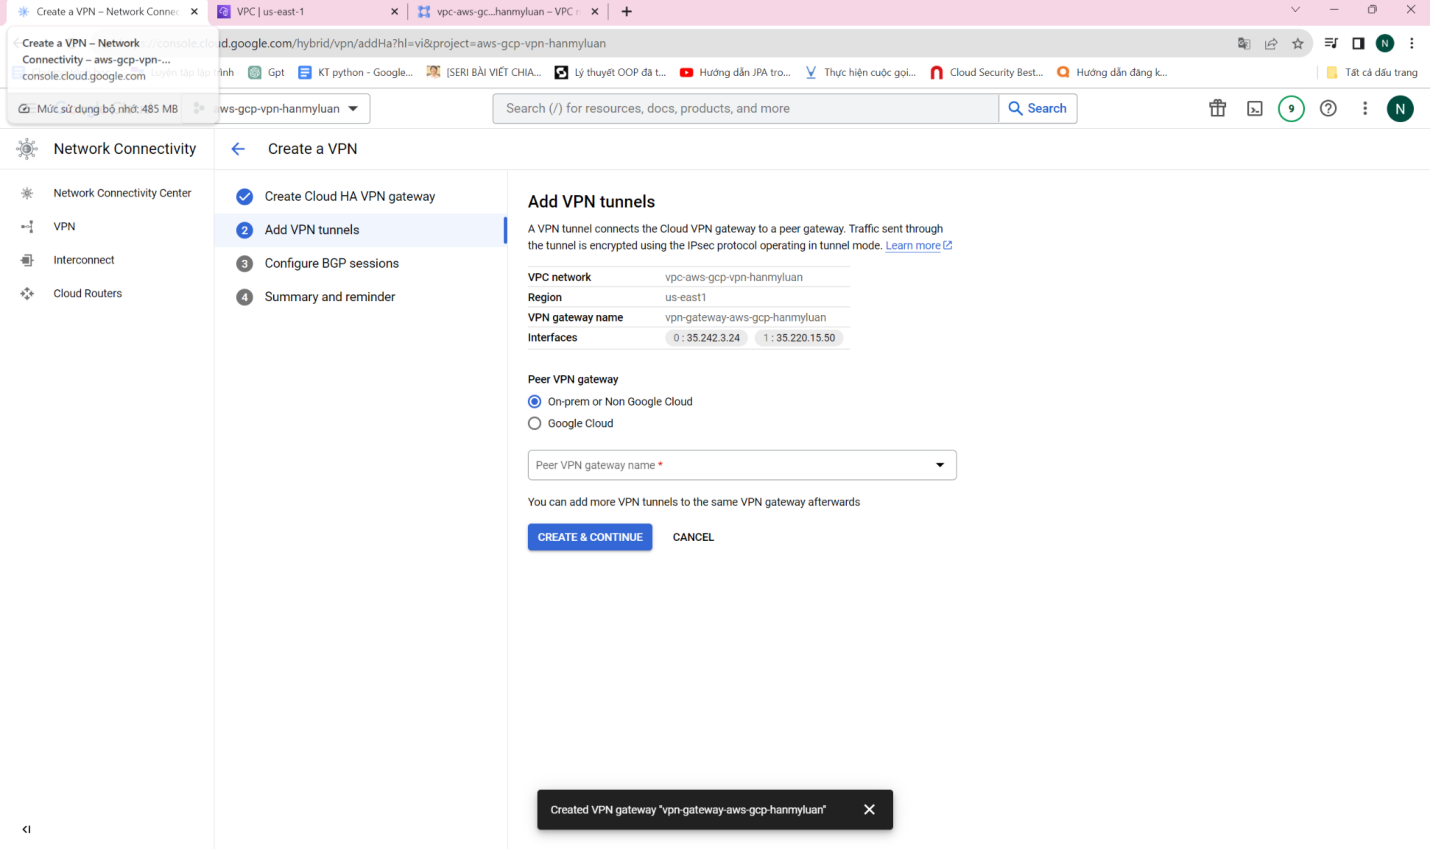 Create a VPN – Network Connec
VPC | us-east-1
vpc-aws-gc...hanmyluan – VPC n
Create a VPN – Network
Connectivity – aws-gcp-vpn-...
console.cloud.google.com
Mức sử dụng bộ nhớ: 485 MB
console.cloud.google.com/hybrid/vpn/addHa?hl=vi&project=aws-gcp-vpn-hanmyluan
N
Luyện tập lập trình
Gpt
KT python - Google...
[SERI BÀI VIẾT CHIA...
Lý thuyết OOP đã t...
Hướng dẫn JPA tro...
Thực hiện cuộc gọi...
Cloud Security Best...
Hướng dẫn đăng k...
Tất cả dấu trang
aws-gcp-vpn-hanmyluan
Search (/) for resources, docs, products, and more
Search
9
N
Network Connectivity
Create a VPN
Network Connectivity Center
VPN
Interconnect
Cloud Routers
Create Cloud HA VPN gateway
2 Add VPN tunnels
3 Configure BGP sessions
4 Summary and reminder
Add VPN tunnels
A VPN tunnel connects the Cloud VPN gateway to a peer gateway. Traffic sent through
the tunnel is encrypted using the IPsec protocol operating in tunnel mode. Learn more
VPC network vpc-aws-gcp-vpn-hanmyluan
Region us-east1
VPN gateway name vpn-gateway-aws-gcp-hanmyluan
Interfaces 0 : 35.242.3.24 1 : 35.220.15.50
Peer VPN gateway
On-prem or Non Google Cloud
Google Cloud
Peer VPN gateway name *
You can add more VPN tunnels to the same VPN gateway afterwards
CREATE & CONTINUE CANCEL
Created VPN gateway "vpn-gateway-aws-gcp-hanmyluan"